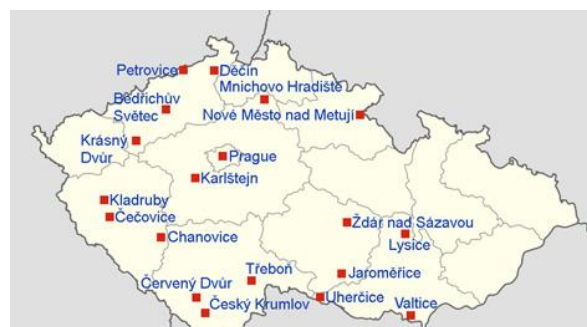 Petrovice
Děčín
Mnichovo Hradiště
Bědřichův
Světec
Nové Město nad Metují
Krásný
Dvůr
Prague
Karlštejn
Kladruby
Čečovice
Chanovice
Žďár nad Sázavou
Lysice
Třeboň
Jaroměřice
Červený Dvůr
Český Krumlov
Uherčice
Valtice